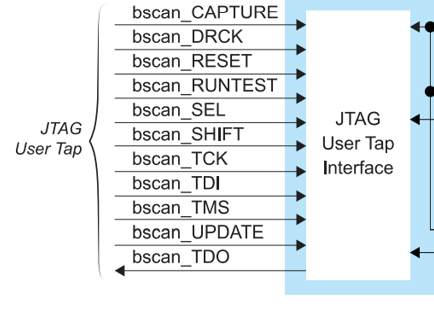 bscan_CAPTURE
bscan_DRCK
bscan_RESET
bscan_RUNTEST
bscan_SEL
bscan_SHIFT
bscan_TCK
bscan_TDI
bscan_TMS
bscan_UPDATE
bscan_TDO
JTAG
User Tap
JTAG
User Tap
Interface